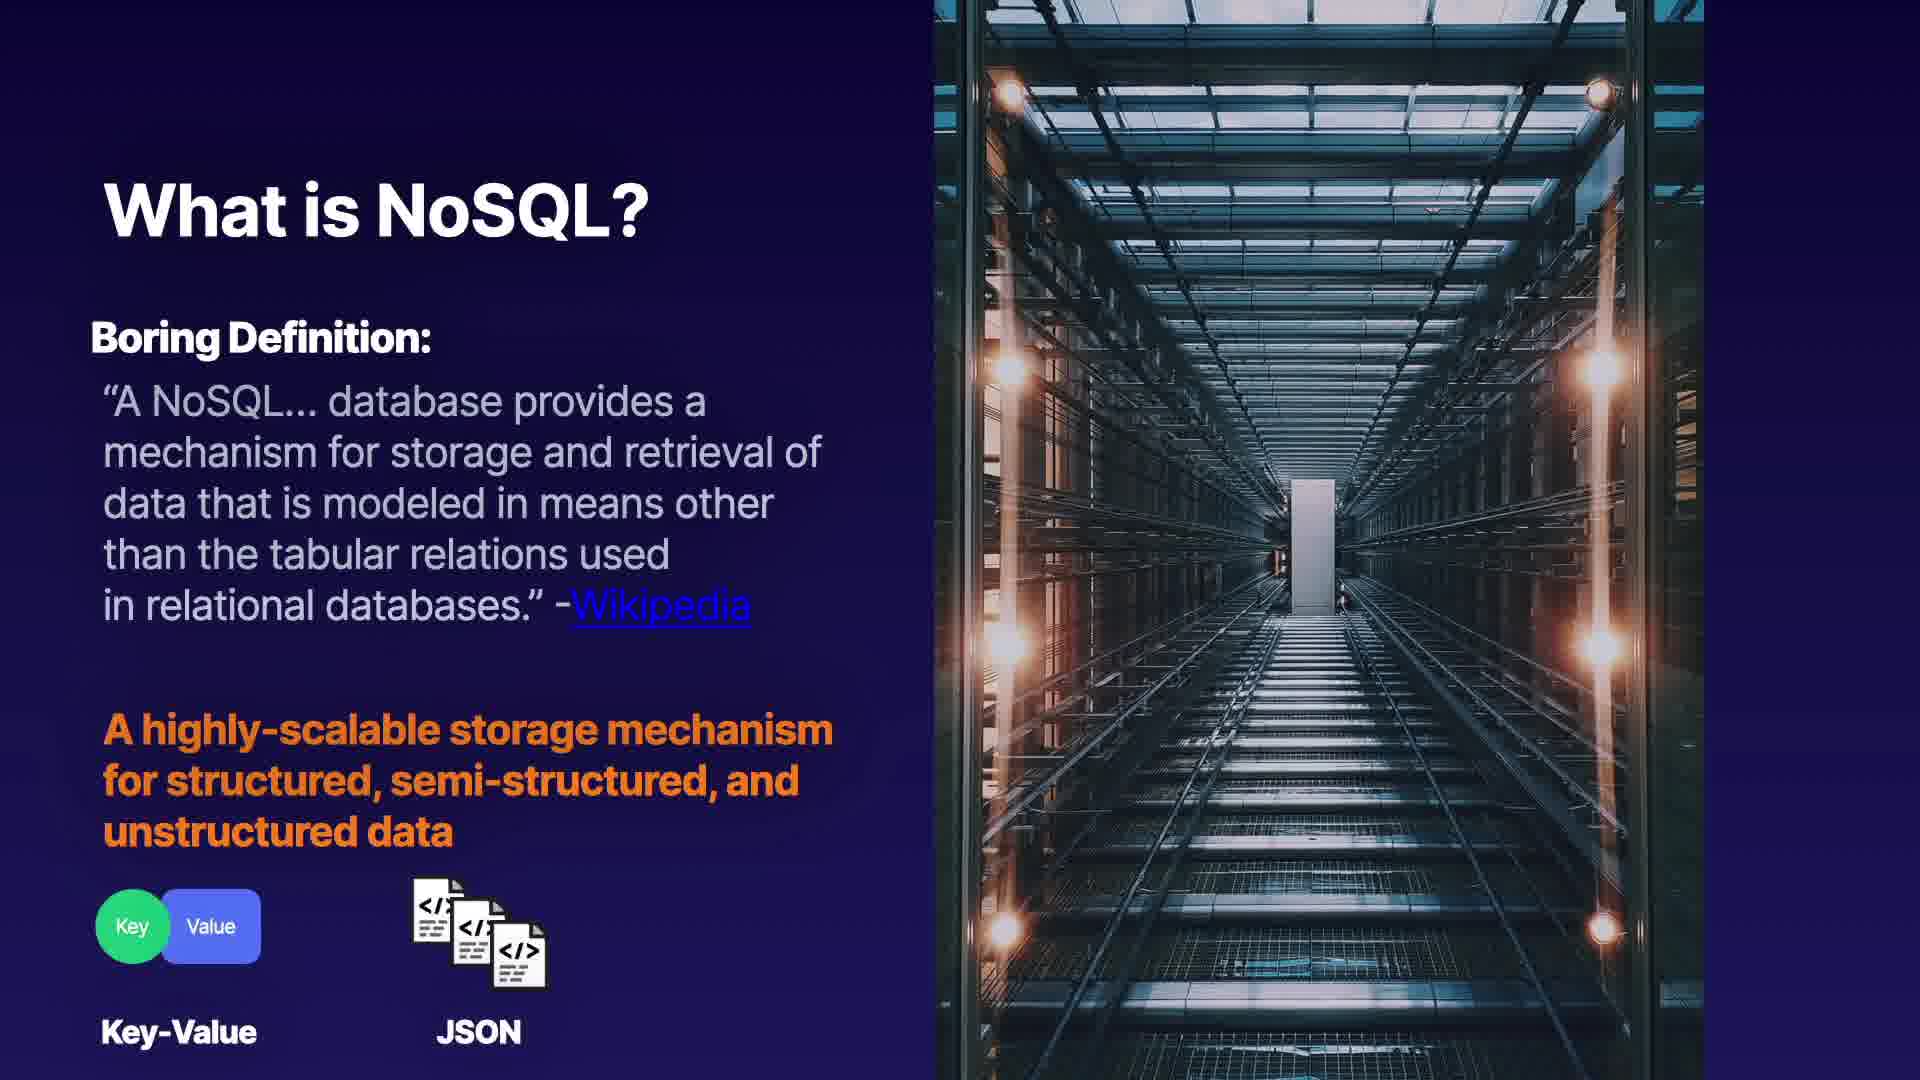 What is NoSQL?
Boring Definition:
“A NoSQL... database provides a
mechanism for storage and retrieval of
data that is modeled in means other
than the tabular relations used
in relational databases.” -Wikipedia
A highly-scalable storage mechanism
for structured, semi-structured, and
unstructured data
Key Value
</>
</>
</>
Key-Value JSON